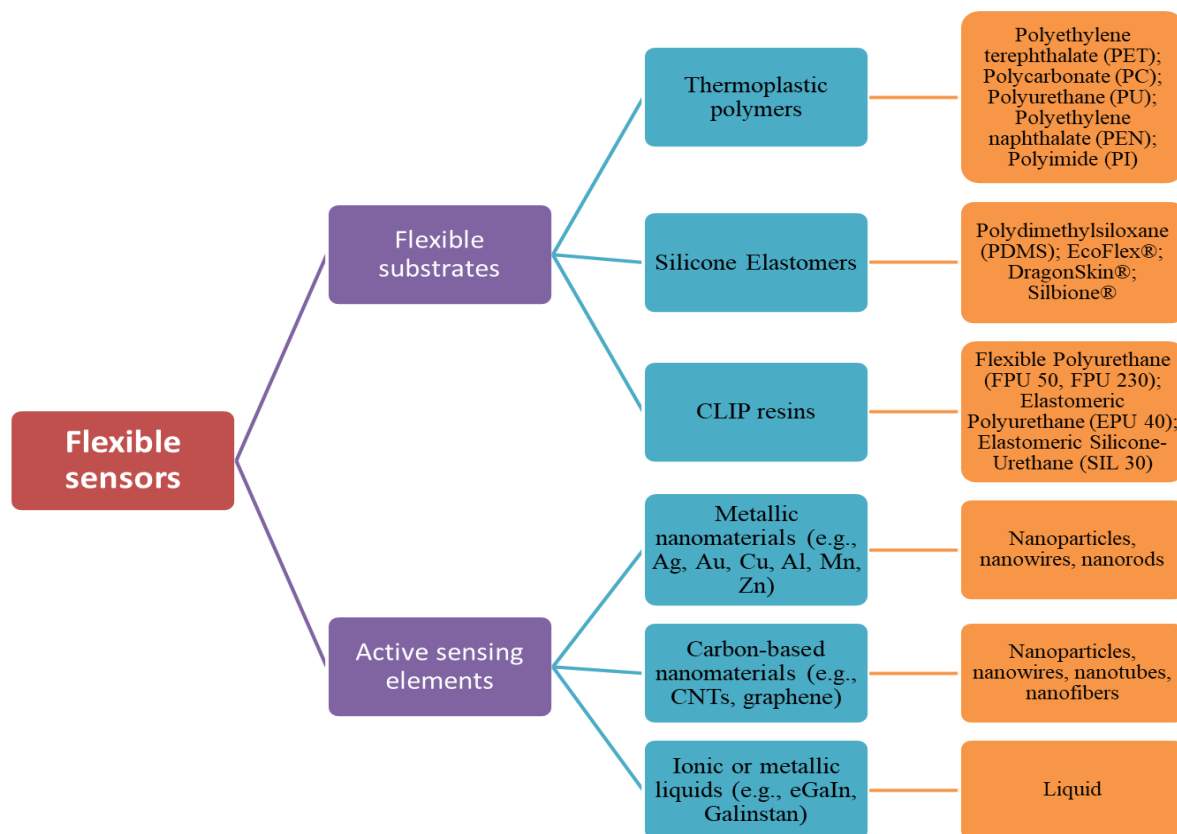 Polyethylene
terephthalate (PET);
Polycarbonate (PC);
Polyurethane (PU);
Polyethylene
naphthalate (PEN);
Polyimide (PI)
Thermoplastic
polymers
Flexible
substrates
Silicone Elastomers
Polydimethylsiloxane
(PDMS); EcoFlex®;
DragonSkin®;
Silbione®
CLIP resins
Flexible Polyurethane
(FPU 50, FPU 230);
Elastomeric
Polyurethane (EPU 40);
Elastomeric Silicone-
Urethane (SIL 30)
Flexible
sensors
Metallic
nanomaterials (e.g.,
Ag, Au, Cu, Al, Mn,
Zn)
Nanoparticles,
nanowires, nanorods
Active sensing
elements
Carbon-based
nanomaterials (e.g.,
CNTs, graphene)
Nanoparticles,
nanowires, nanotubes,
nanofibers
Ionic or metallic
liquids (e.g., eGaIn,
Galinstan)
Liquid